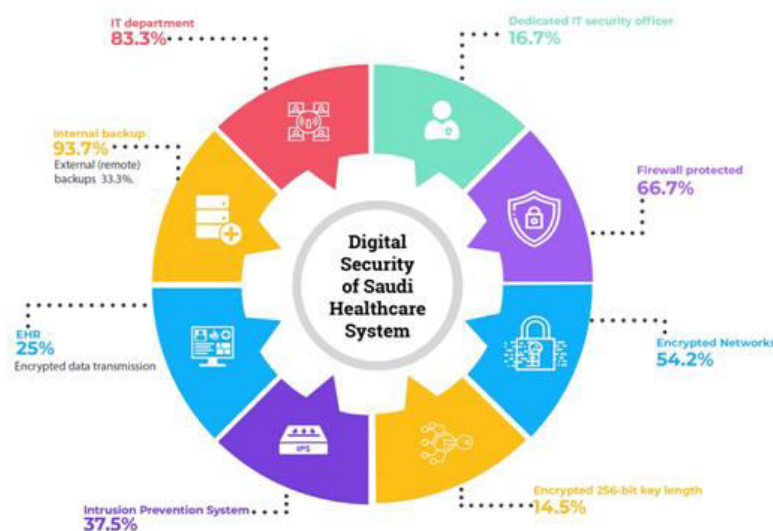 IT department
83.3%
Dedicated IT security officer
16.7%
Internal backup
93.7%
External (remote)
backups 33.3%.
Firewall protected
66.7%
Digital
Security
of Saudi
Healthcare
System
EHR
25%
Encrypted data transmission
Encrypted Networks
54.2%
IPS
Intrusion Prevention System
37.5%
Encrypted 256-bit key length
14.5%